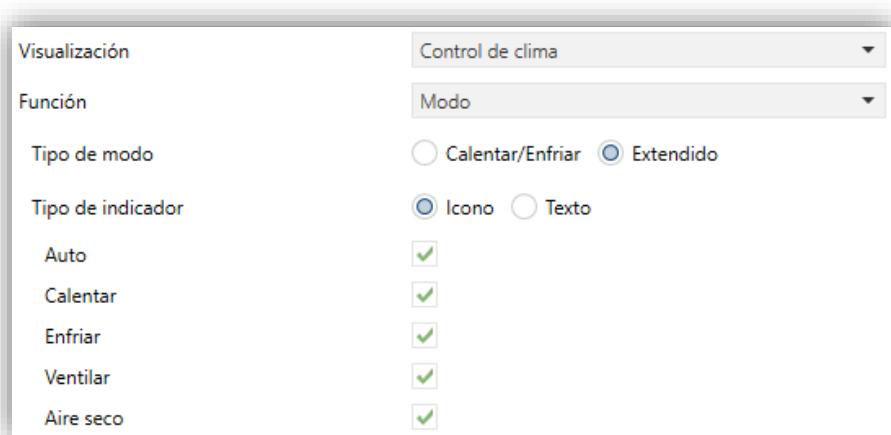 Visualización Control de clima
Función Modo
Tipo de modo Calentar/Enfriar Extendido
Tipo de indicador Icono Texto
Auto
Calentar
Enfriar
Ventilar
Aire seco